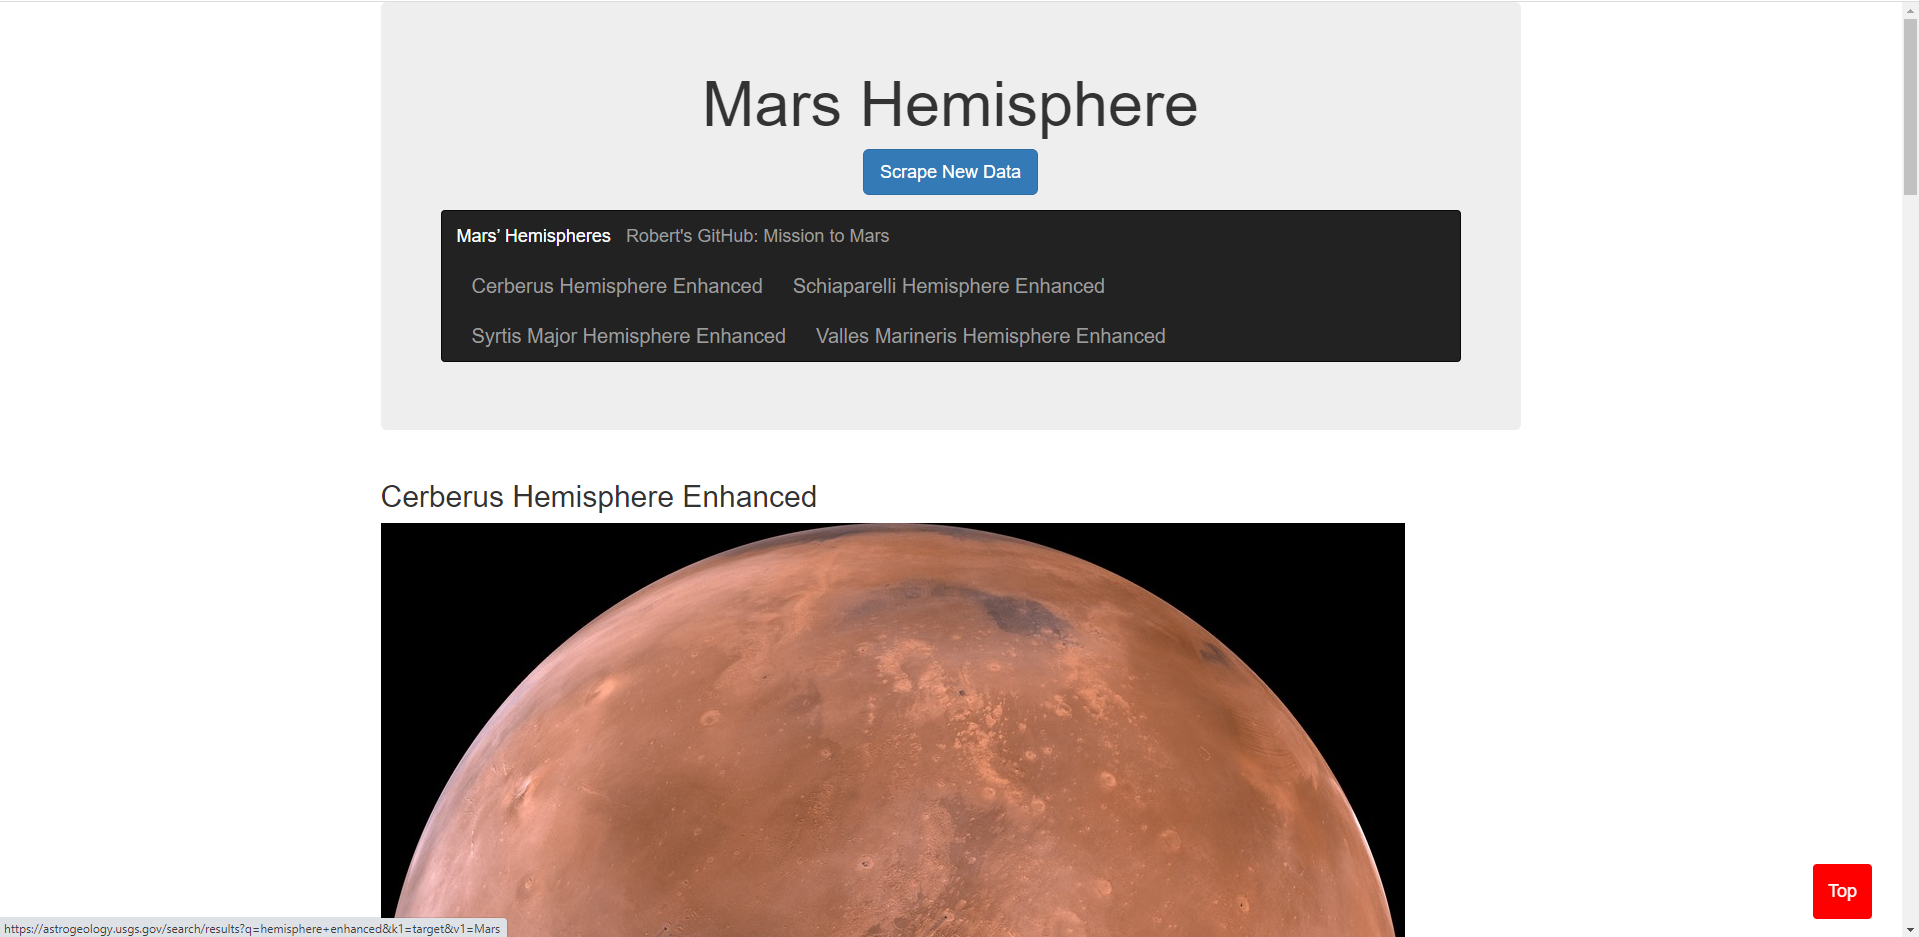 Mars Hemisphere
Scrape New Data
Mars’ Hemispheres Robert's GitHub: Mission to Mars
Cerberus Hemisphere Enhanced Schiaparelli Hemisphere Enhanced
Syrtis Major Hemisphere Enhanced Valles Marineris Hemisphere Enhanced
Cerberus Hemisphere Enhanced
Top
https://astrogeology.usgs.gov/search/results?q=hemisphere+enhanced&k1=target&v1=Mars